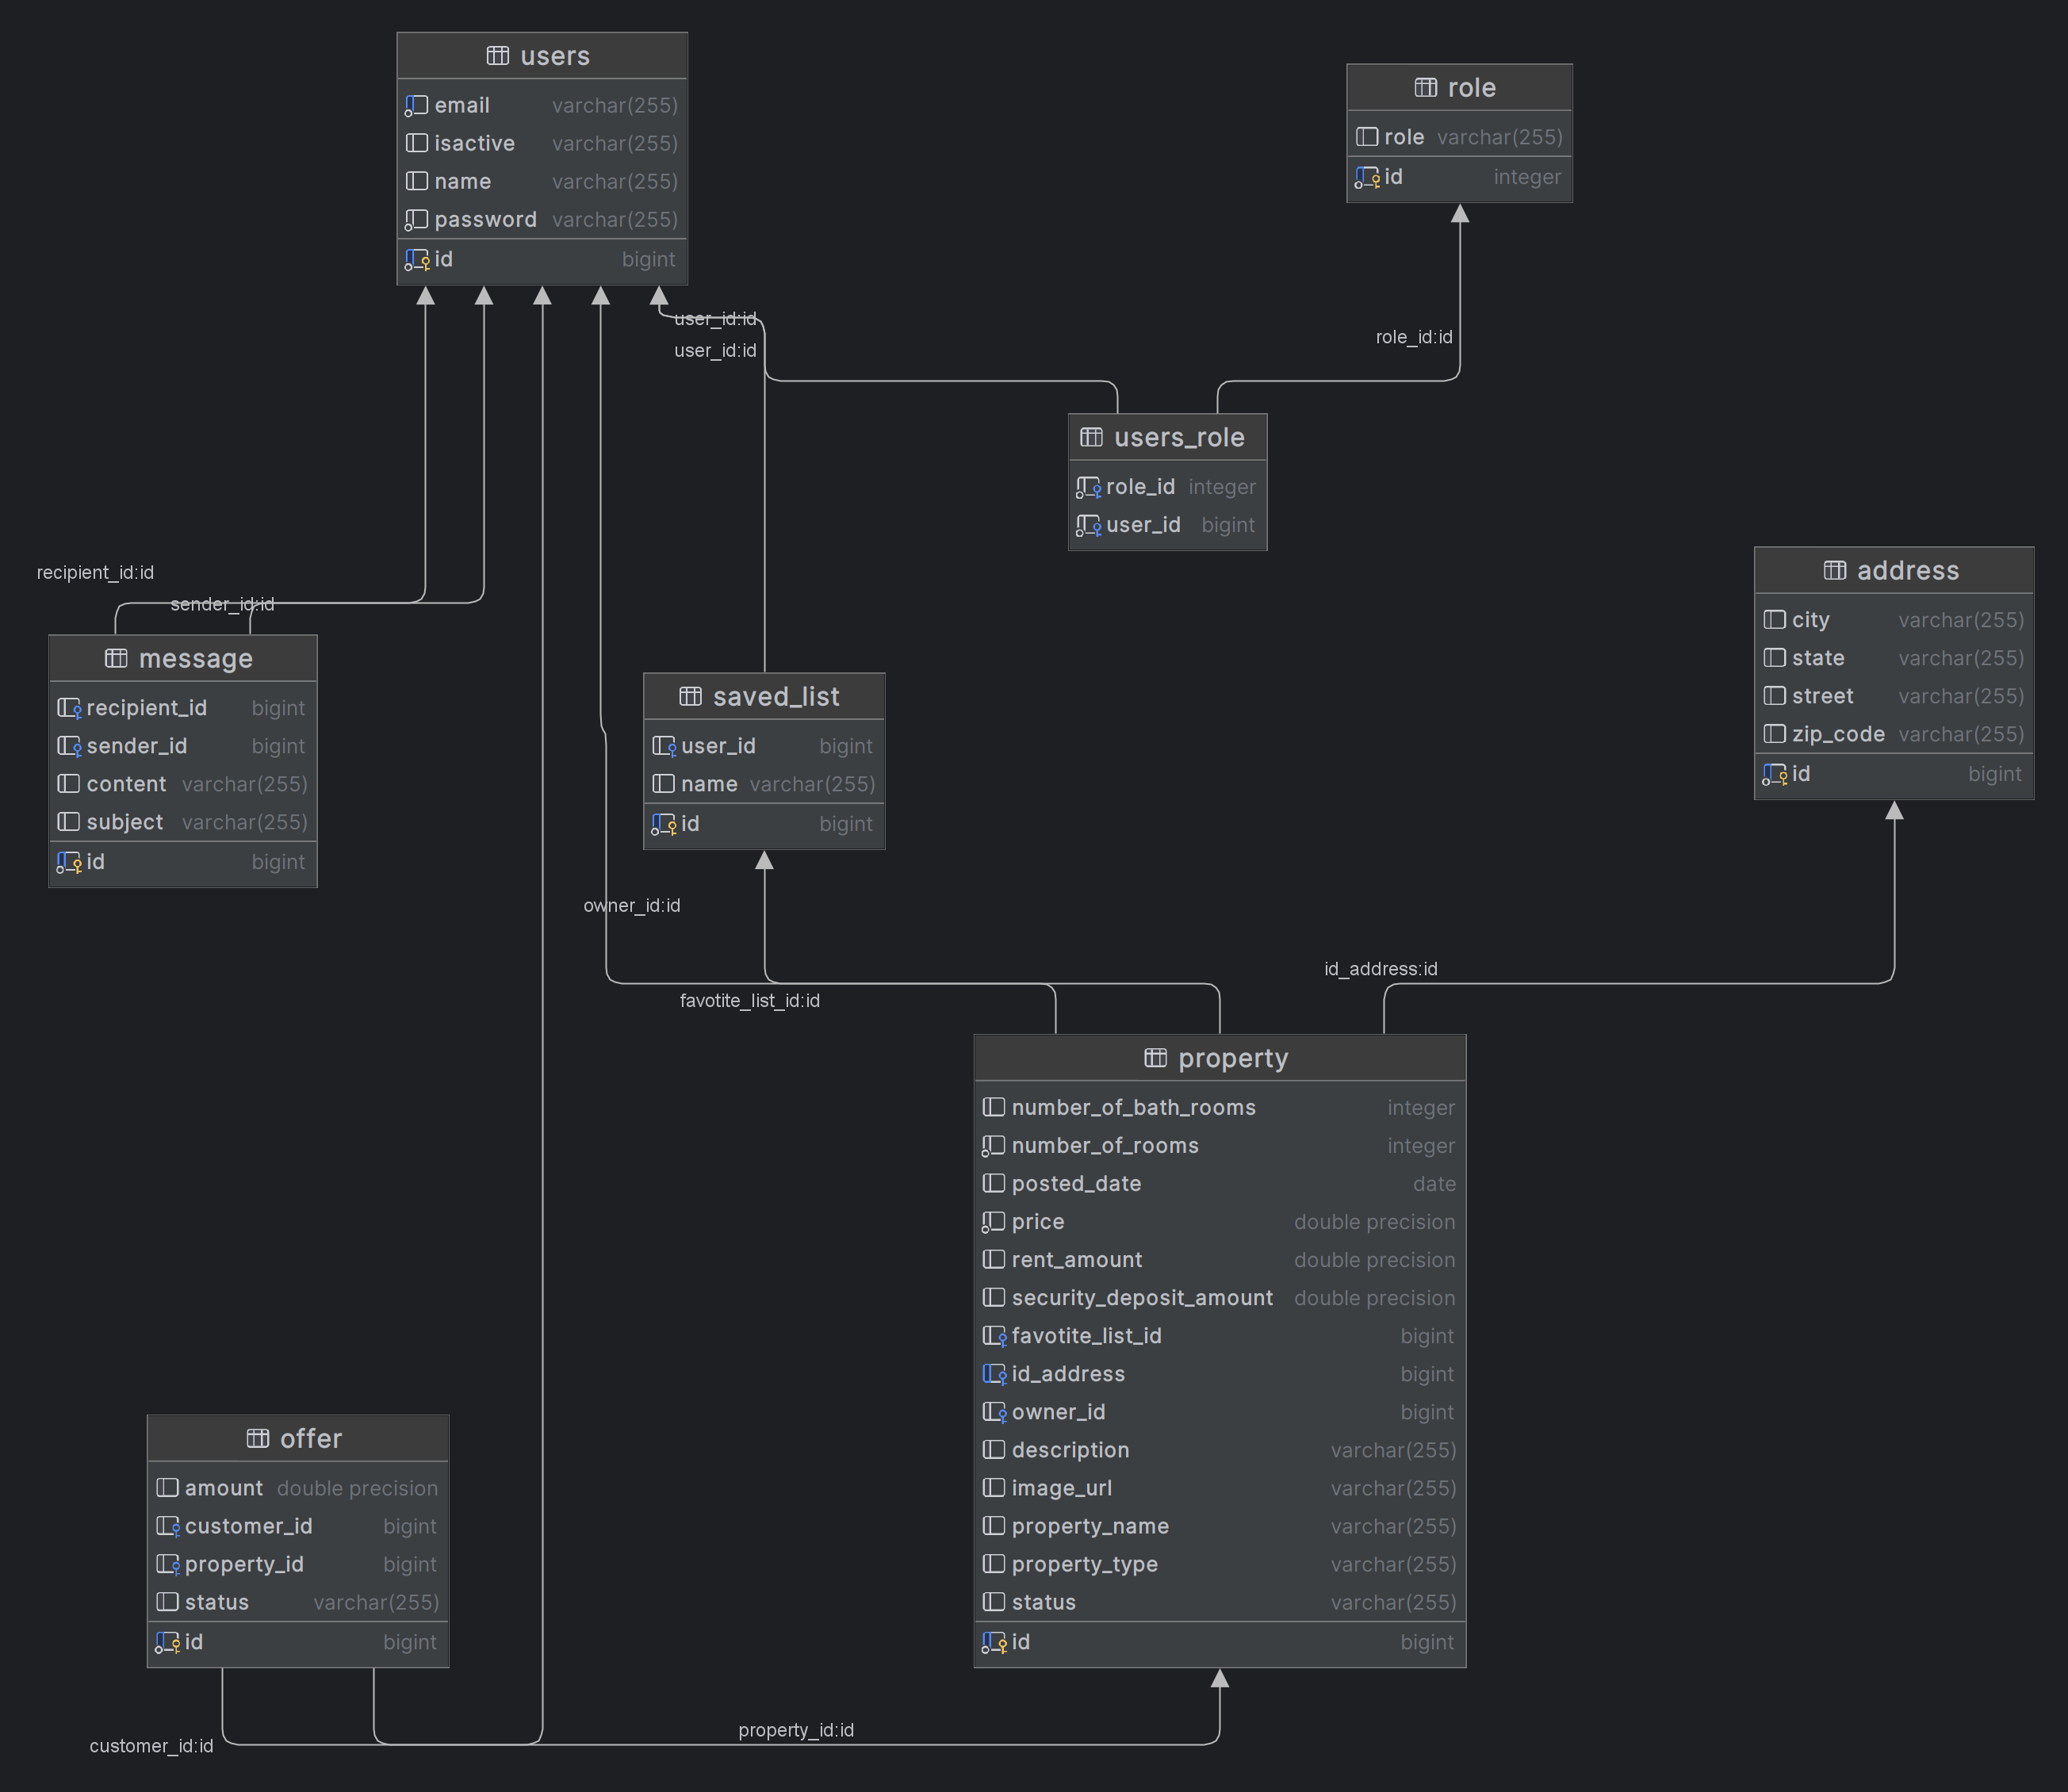 users
email varchar(255)
isactive varchar(255)
name varchar(255)
password varchar(255)
id bigint
role
role varchar(255)
id integer
user_id:id
user_id:id
role_id:id
users_role
role_id integer
user_id bigint
recipient_id:id
sender_id:id
message
recipient_id bigint
sender_id bigint
content varchar(255)
subject varchar(255)
id bigint
saved_list
user_id bigint
name varchar(255)
id bigint
address
city varchar(255)
state varchar(255)
street varchar(255)
zip_code varchar(255)
id bigint
owner_id:id
favotite_list_id:id
id_address:id
property
number_of_bath_rooms integer
number_of_rooms integer
posted_date date
price double precision
rent_amount double precision
security_deposit_amount double precision
favotite_list_id bigint
id_address bigint
owner_id bigint
description varchar(255)
image_url varchar(255)
property_name varchar(255)
property_type varchar(255)
status varchar(255)
id bigint
offer
amount double precision
customer_id bigint
property_id bigint
status varchar(255)
id bigint
customer_id:id
property_id:id